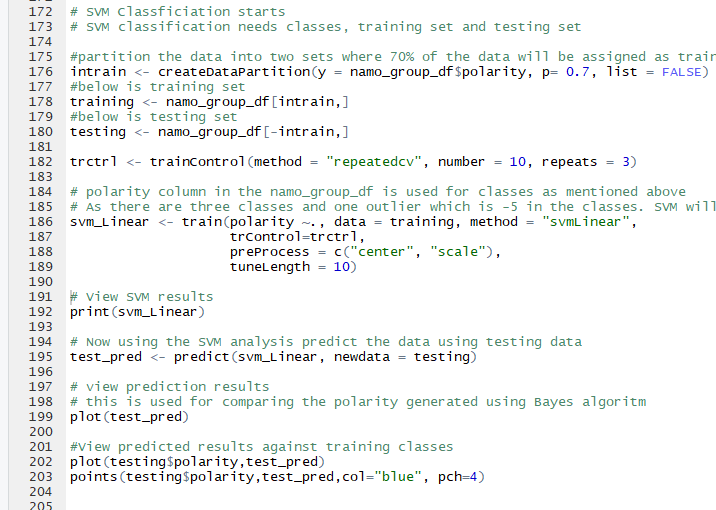 172 # SVM Classficiation starts
173 # SVM classification needs classes, training set and testing set
174
175 #partition the data into two sets where 70% of the data will be assigned as train
176 intrain <- createDataPartition(y = namo_group_df$polarity, p= 0.7, list = FALSE)
177 #below is training set
178 training <- namo_group_df[intrain,]
179 #below is testing set
180 testing <- namo_group_df[-intrain,]
181
182 trctrl <- trainControl(method = "repeatedcv", number = 10, repeats = 3)
183
184 # polarity column in the namo_group_df is used for classes as mentioned above
185 # As there are three classes and one outlier which is -5 in the classes. SVM will
186 svm_Linear <- train(polarity ~., data = training, method = "svmLinear",
187 trControl=trctrl,
188 preProcess = c("center", "scale"),
189 tuneLength = 10)
190
191 # View SVM results
192 print(svm_Linear)
193
194 # Now using the SVM analysis predict the data using testing data
195 test_pred <- predict(svm_Linear, newdata = testing)
196
197 # view prediction results
198 # this is used for comparing the polarity generated using Bayes algoritm
199 plot(test_pred)
200
201 #View predicted results against training classes
202 plot(testing$polarity,test_pred)
203 points(testing$polarity,test_pred,col="blue", pch=4)
204
205